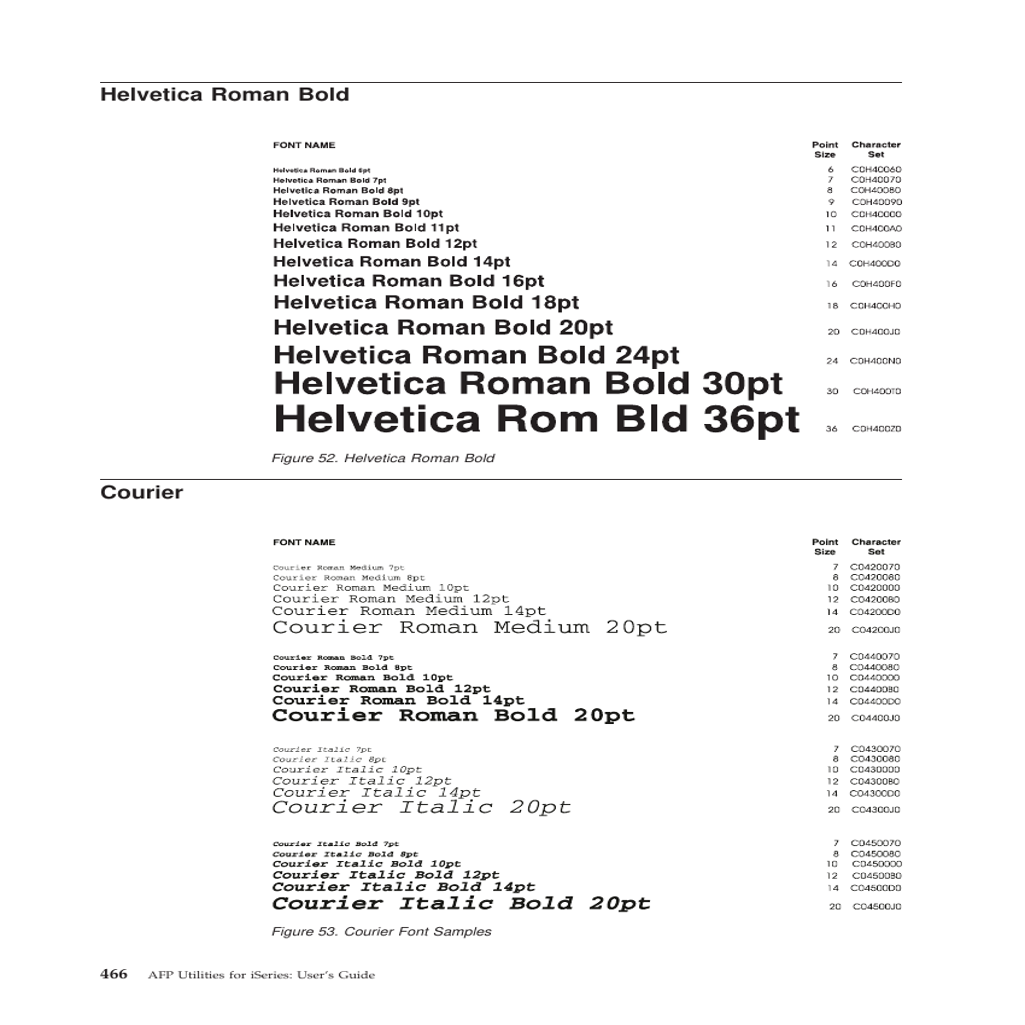 Helvetica Roman Bold
FONT NAME Point Size Character Set
Helvetica Roman Bold 6pt 6 C0H40060
Helvetica Roman Bold 7pt 7 C0H40070
Helvetica Roman Bold 8pt 8 C0H40080
Helvetica Roman Bold 9pt 9 C0H40090
Helvetica Roman Bold 10pt 10 C0H40000
Helvetica Roman Bold 11pt 11 C0H400A0
Helvetica Roman Bold 12pt 12 C0H400B0
Helvetica Roman Bold 14pt 14 C0H400D0
Helvetica Roman Bold 16pt 16 C0H400F0
Helvetica Roman Bold 18pt 18 C0H400H0
Helvetica Roman Bold 20pt 20 C0H400J0
Helvetica Roman Bold 24pt 24 C0H400N0
Helvetica Roman Bold 30pt 30 C0H400T0
Helvetica Rom Bld 36pt 36 C0H400Z0
Figure 52. Helvetica Roman Bold
Courier
FONT NAME Point Size Character Set
Courier Roman Medium 7pt 7 C0420070
Courier Roman Medium 8pt 8 C0420080
Courier Roman Medium 10pt 10 C0420000
Courier Roman Medium 12pt 12 C04200B0
Courier Roman Medium 14pt 14 C04200D0
Courier Roman Medium 20pt 20 C04200J0
Courier Roman Bold 7pt 7 C0440070
Courier Roman Bold 8pt 8 C0440080
Courier Roman Bold 10pt 10 C0440000
Courier Roman Bold 12pt 12 C04400B0
Courier Roman Bold 14pt 14 C04400D0
Courier Roman Bold 20pt 20 C04400J0
Courier Italic 7pt 7 C0430070
Courier Italic 8pt 8 C0430080
Courier Italic 10pt 10 C0430000
Courier Italic 12pt 12 C04300B0
Courier Italic 14pt 14 C04300D0
Courier Italic 20pt 20 C04300J0
Courier Italic Bold 7pt 7 C0450070
Courier Italic Bold 8pt 8 C0450080
Courier Italic Bold 10pt 10 C0450000
Courier Italic Bold 12pt 12 C04500B0
Courier Italic Bold 14pt 14 C04500D0
Courier Italic Bold 20pt 20 C04500J0
Figure 53. Courier Font Samples
466 AFP Utilities for iSeries: User's Guide